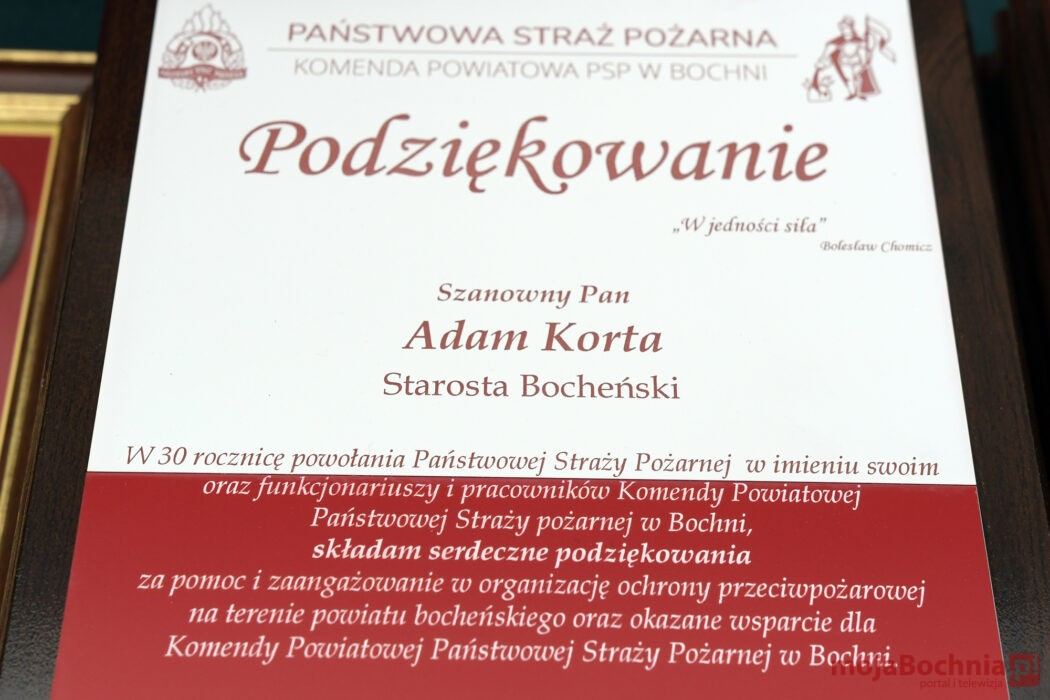 PAŃSTWOWA STRAŻ POŻARNA
KOMENDA POWIATOWA PSP W BOCHNI
Podziękowanie
„W jedności siła”
Bolesław Chomicz
Szanowny Pan
Adam Korta
Starosta Bocheński
W 30 rocznicę powołania Państwowej Straży Pożarnej w imieniu swoim
oraz funkcjonariuszy i pracowników Komendy Powiatowej
Państwowej Straży pożarnej w Bochni,
składam serdeczne podziękowania
za pomoc i zaangażowanie w organizację ochrony przeciwpożarowej
na terenie powiatu bocheńskiego oraz okazane wsparcie dla
Komendy Powiatowej Państwowej Straży Pożarnej w Bochni.
mojaBochnia.pl
portal i telewizja